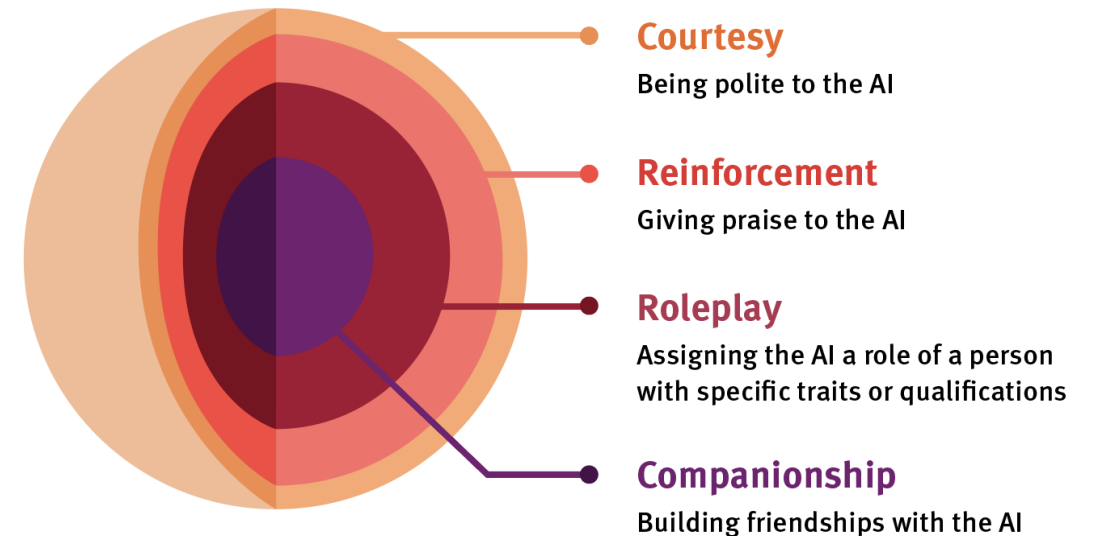 Courtesy
Being polite to the AI
Reinforcement
Giving praise to the AI
Roleplay
Assigning the AI a role of a person
with specific traits or qualifications
Companionship
Building friendships with the AI